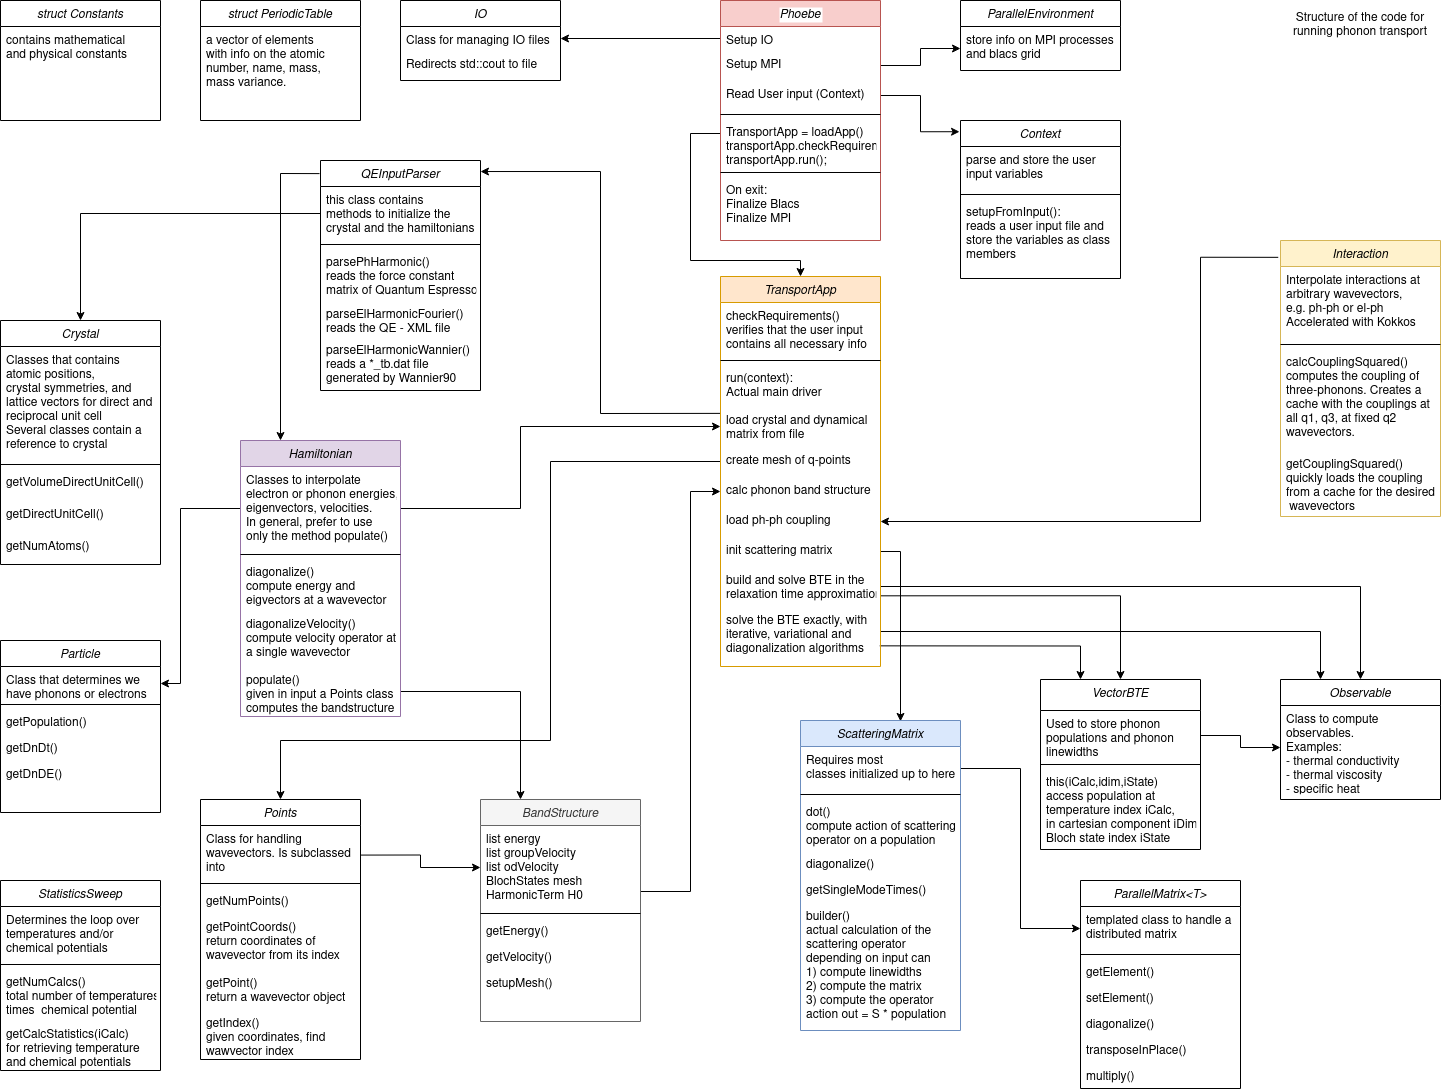 struct Constants
contains mathematical
and physical constants
struct PeriodicTable
a vector of elements
with info on the atomic
number, name, mass,
mass variance.
IO
Class for managing IO files
Redirects std::cout to file
Phoebe
Setup IO
Setup MPI
Read User input (Context)
TransportApp = loadApp()
transportApp.checkRequiren
transportApp.run();
On exit:
Finalize Blacs
Finalize MPI
ParallelEnvironment
store info on MPI processes
and blacs grid
Structure of the code for
running phonon transport
Context
parse and store the user
input variables
setupFromInput():
reads a user input file and
store the variables as class
members
QEInputParser
this class contains
methods to initialize the
crystal and the hamiltonians
parsePhHarmonic()
reads the force constant
matrix of Quantum Espresso
parseElHarmonicFourier()
reads the QE - XML file
parseElHarmonicWannier()
reads a *_tb.dat file
generated by Wannier90
Interaction
Interpolate interactions at
arbitrary wavevectors,
e.g. ph-ph or el-ph
Accelerated with Kokkos
calcCouplingSquared()
computes the coupling of
three-phonons. Creates a
cache with the couplings at
all q1, q3, at fixed q2
wavevectors.
getCouplingSquared()
quickly loads the coupling
from a cache for the desired
wavevectors
Crystal
Classes that contains
atomic positions,
crystal symmetries, and
lattice vectors for direct and
reciprocal unit cell
Several classes contain a
reference to crystal
getVolumeDirectUnitCell()
getDirectUnitCell()
getNumAtoms()
TransportApp
checkRequirements()
verifies that the user input
contains all necessary info
run(context):
Actual main driver
load crystal and dynamical
matrix from file
create mesh of q-points
calc phonon band structure
load ph-ph coupling
init scattering matrix
build and solve BTE in the
relaxation time approximation
solve the BTE exactly, with
iterative, variational and
diagonalization algorithms
Hamiltonian
Classes to interpolate
electron or phonon energies
eigenvectors, velocities.
In general, prefer to use
only the method populate()
diagonalize()
compute energy and
eigvectors at a wavevector
diagonalizeVelocity()
compute velocity operator at
a single wavevector
populate()
given in input a Points class
computes the bandstructure
Particle
Class that determines we
have phonons or electrons
getPopulation()
getDnDt()
getDnDE()
VectorBTE
Used to store phonon
populations and phonon
linewidths
this(iCalc,idim,iState)
access population at
temperature index iCalc,
in cartesian component iDim
Bloch state index iState
Observable
Class to compute
observables.
Examples:
- thermal conductivity
- thermal viscosity
- specific heat
ScatteringMatrix
Requires most
classes initialized up to here
dot()
compute action of scattering
operator on a population
diagonalize()
getSingleModeTimes()
builder()
actual calculation of the
scattering operator
depending on input can
1) compute linewidths
2) compute the matrix
3) compute the operator
action out = S * population
Points
Class for handling
wavevectors. Is subclassed
into
getNumPoints()
getPointCoords()
return coordinates of
wavevector from its index
getPoint()
return a wavevector object
getIndex()
given coordinates, find
wawvector index
BandStructure
list energy
list groupVelocity
list odVelocity
BlochStates mesh
HarmonicTerm H0
getEnergy()
getVelocity()
setupMesh()
StatisticsSweep
Determines the loop over
temperatures and/or
chemical potentials
getNumCalcs()
total number of temperatures
times  chemical potential
getCalcStatistics(iCalc)
for retrieving temperature
and chemical potentials
ParallelMatrix<T>
templated class to handle a
distributed matrix
getElement()
setElement()
diagonalize()
transposeInPlace()
multiply()